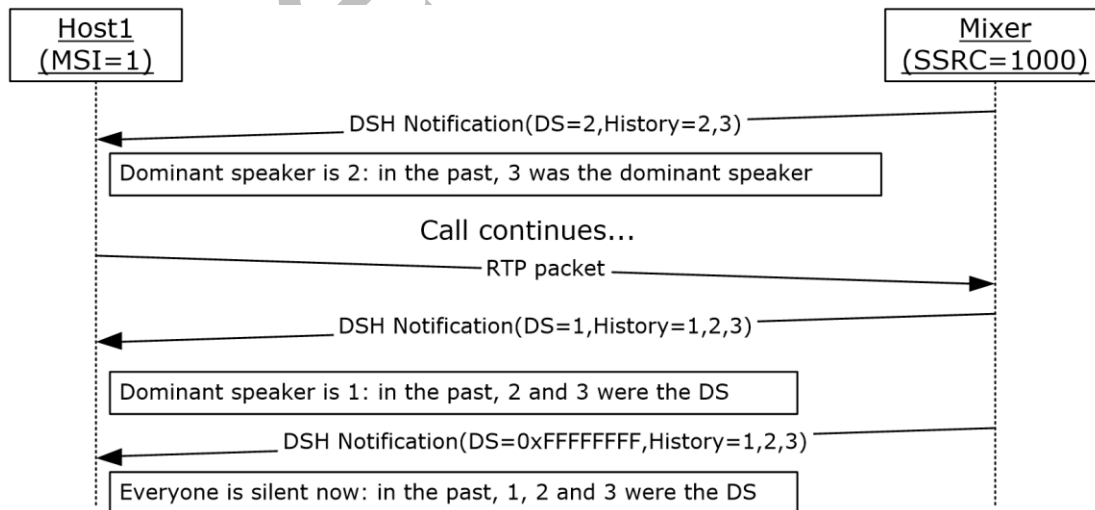 Host1
(MSI=1)
Mixer
(SSRC=1000)
DSH Notification(DS=2,History=2,3)
Dominant speaker is 2: in the past, 3 was the dominant speaker
Call continues...
RTP packet
DSH Notification(DS=1,History=1,2,3)
Dominant speaker is 1: in the past, 2 and 3 were the DS
DSH Notification(DS=0xFFFFFFFF,History=1,2,3)
Everyone is silent now: in the past, 1, 2 and 3 were the DS